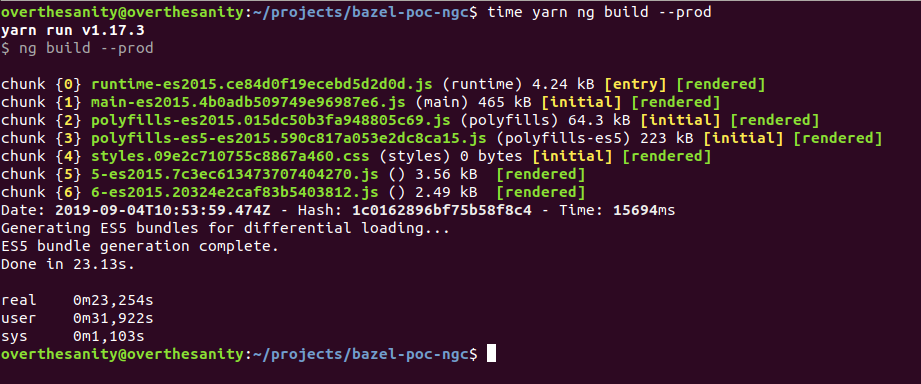 overthesanity@overthesanity:~/projects/bazel-poc-ngc$ time yarn ng build --prod
yarn run v1.17.3
$ ng build --prod
chunk {0} runtime-es2015.ce84d0f19ecebd5d2d0d.js (runtime) 4.24 kB [entry] [rendered]
chunk {1} main-es2015.4b0adb509749e96987e6.js (main) 465 kB [initial] [rendered]
chunk {2} polyfills-es2015.015dc50b3fa948805c69.js (polyfills) 64.3 kB [initial] [rendered]
chunk {3} polyfills-es5-es2015.590c817a053e2dc8ca15.js (polyfills-es5) 223 kB [initial] [rendered]
chunk {4} styles.09e2c710755c8867a460.css (styles) 0 bytes [initial] [rendered]
chunk {5} 5-es2015.7c3ec613473707404270.js () 3.56 kB  [rendered]
chunk {6} 6-es2015.20324e2caf83b5403812.js () 2.49 kB  [rendered]
Date: 2019-09-04T10:53:59.474Z - Hash: 1c0162896bf75b58f8c4 - Time: 15694ms
Generating ES5 bundles for differential loading...
ES5 bundle generation complete.
Done in 23.13s.
real    0m23,254s
user    0m31,922s
sys     0m1,103s
overthesanity@overthesanity:~/projects/bazel-poc-ngc$